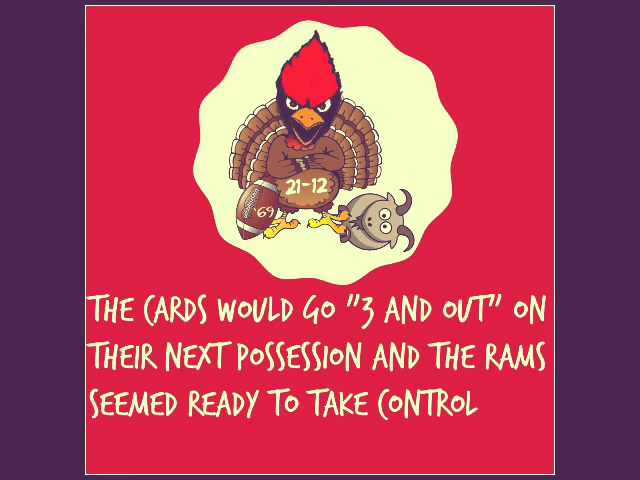 21-12
'69
THE CARDS WOULD GO "3 AND OUT" ON
THEIR NEXT POSSESSION AND THE RAMS
SEEMED READY TO TAKE CONTROL